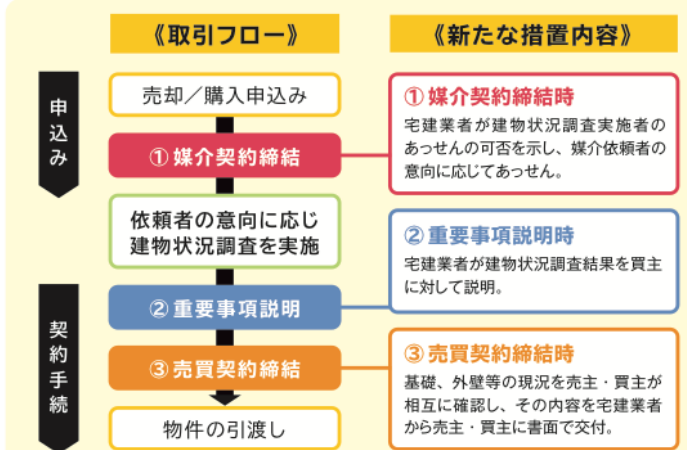 《取引フロー》
《新たな措置内容》
申込み
売却／購入申込み
①媒介契約締結
依頼者の意向に応じ
建物状況調査を実施
契約手続
②重要事項説明
③売買契約締結
物件の引渡し
①媒介契約締結時
宅建業者が建物状況調査実施者の
あっせんの可否を示し、媒介依頼者の
意向に応じてあっせん。
②重要事項説明時
宅建業者が建物状況調査結果を買主
に対して説明。
③売買契約締結時
基礎、外壁等の現況を売主・買主が
相互に確認し、その内容を宅建業者
から売主・買主に書面で交付。